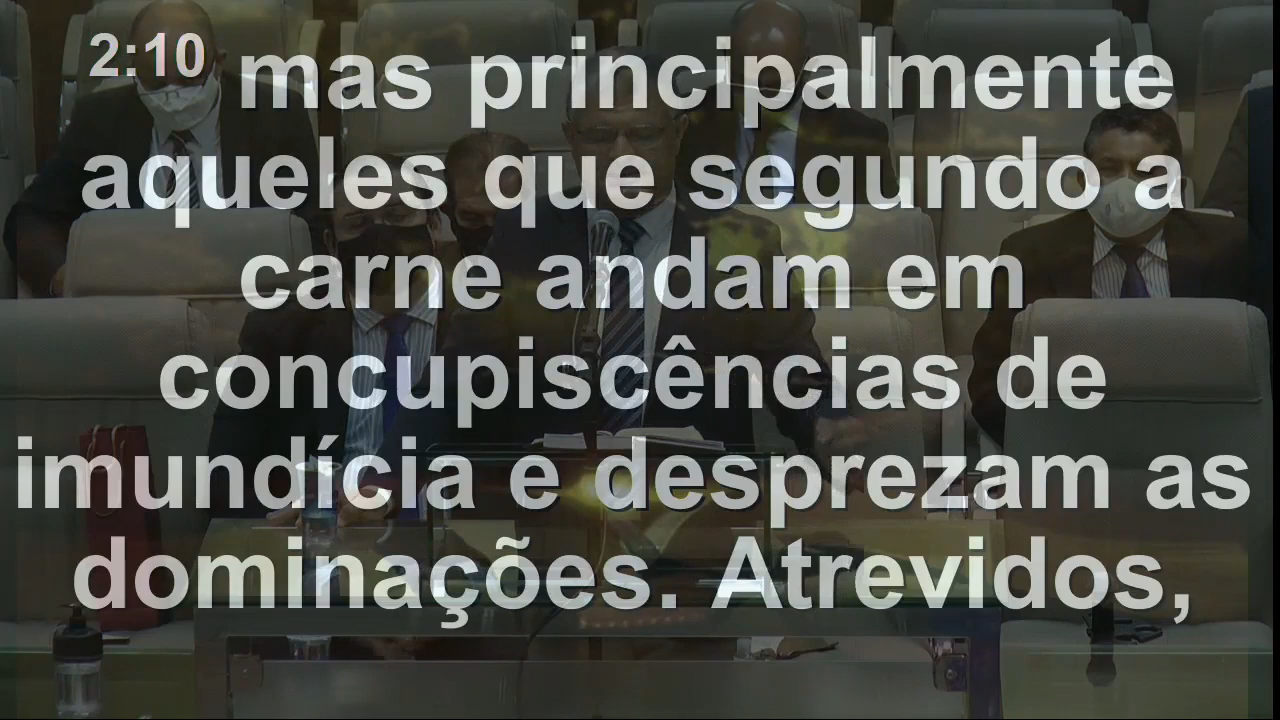 2:10 mas principalmente
aqueles que segundo a
carne andam em
concupiscências de
imundícia e desprezam as
dominações. Atrevidos,